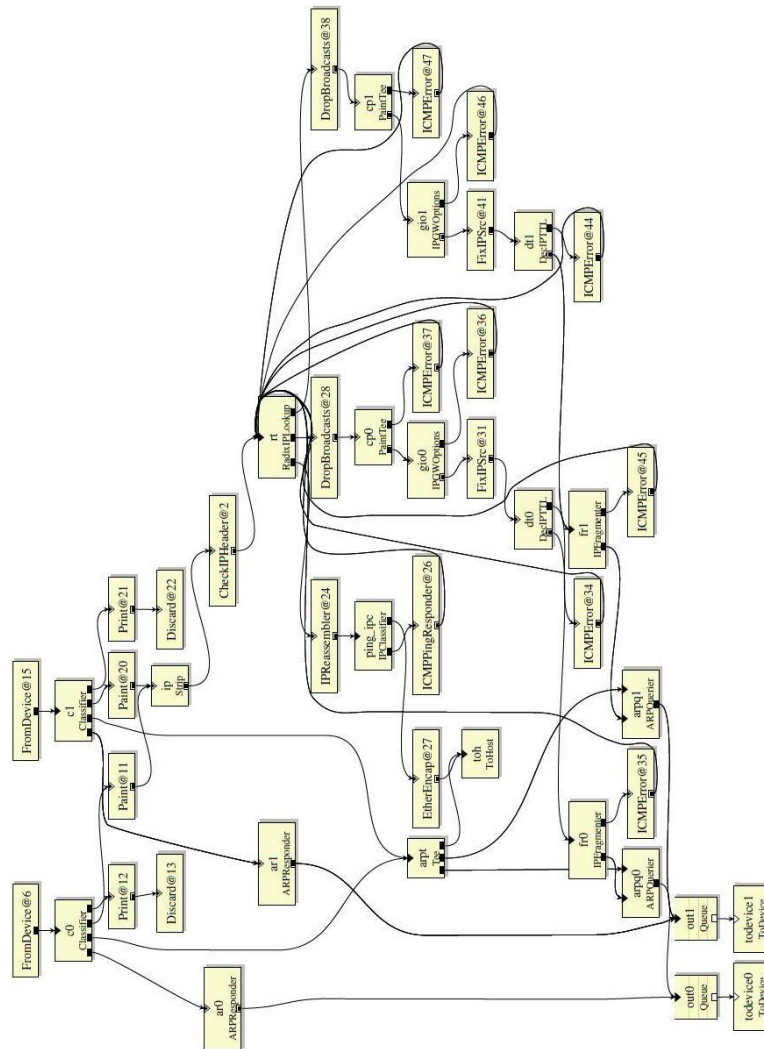 FromDevice@6
FromDevice@15
c0
Classifier
c1
Classifier
Print@12
Paint@11
Paint@20
Print@21
Discard@13
ip
Strip
Discard@22
ar0
ARPResponder
CheckIPHeader@2
ar1
ARPResponder
rt
RadixIPLookup
IPReassembler@24
DropBroadcasts@28
DropBroadcasts@38
ping_ipc
IPClassifier
cp0
PaintTee
cp1
PaintTee
arpt
Tee
EtherEncap@27
ICMPPingResponder@26
gio0
IPGWOptions
ICMPError@37
gio1
IPGWOptions
ICMPError@47
toh
ToHost
FixIPSrc@31
ICMPError@36
FixIPSrc@41
ICMPError@46
dt0
DecIPTTL
dt1
DecIPTTL
fr0
IPFragmenter
ICMPError@34
fr1
IPFragmenter
ICMPError@44
arpq0
ARPQuerier
ICMPError@35
arpq1
ARPQuerier
ICMPError@45
out0
Queue
out1
Queue
todevice0
ToDevice
todevice1
ToDevice